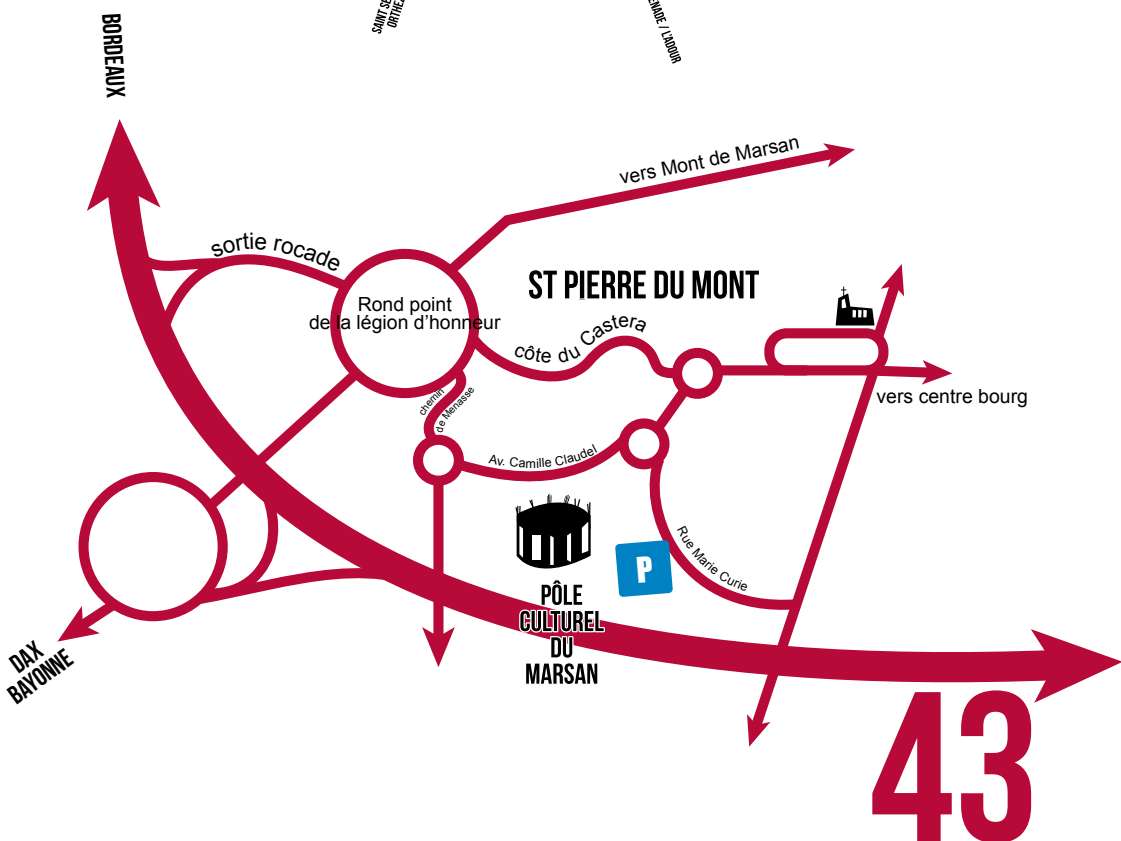 BORDEAUX
vers Mont de Marsan
sortie rocade
ST PIERRE DU MONT
Rond point
de la légion d'honneur
côte du Castera
vers centre bourg
chemin
de Menasse
Av. Camille Claudel
P
Rue Marie Curie
PÔLE
CULTUREL
DU
MARSAN
DAX
BAYONNE
43